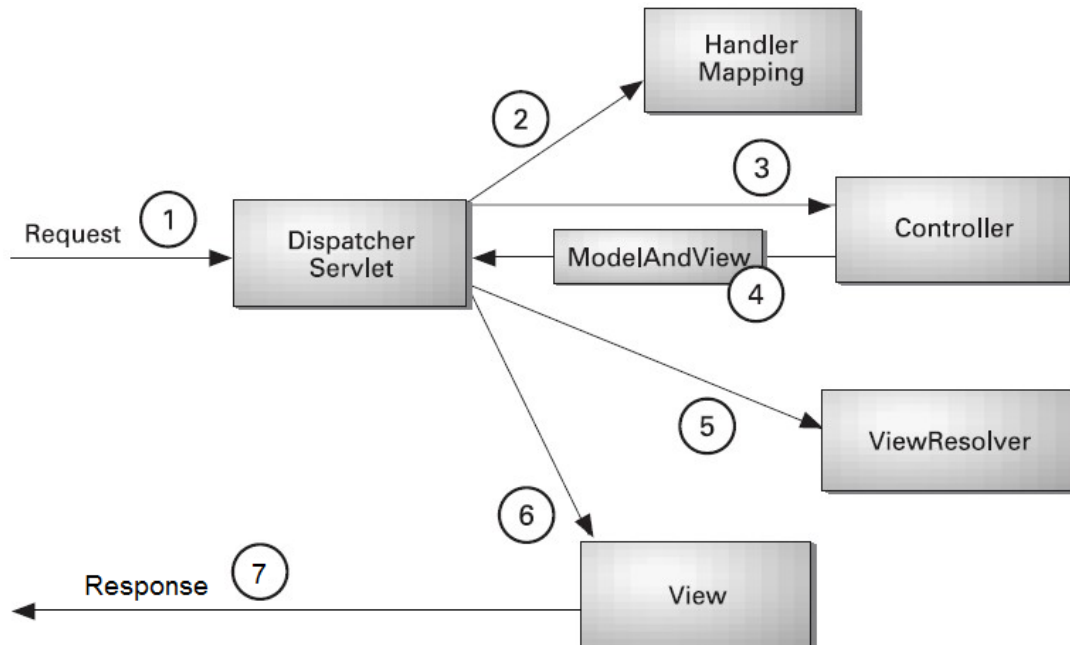 Handler
Mapping
2
3
1
Request
Dispatcher
Servlet
Controller
ModelAndView
4
5
ViewResolver
6
7
Response
View